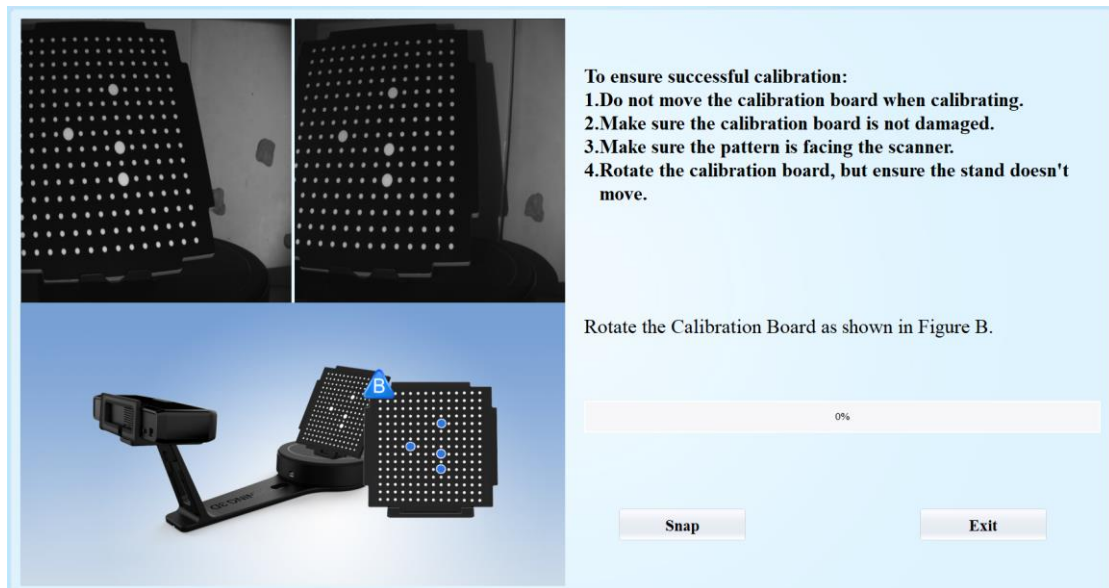 To ensure successful calibration:
1.Do not move the calibration board when calibrating.
2.Make sure the calibration board is not damaged.
3.Make sure the pattern is facing the scanner.
4.Rotate the calibration board, but ensure the stand doesn't
move.
Rotate the Calibration Board as shown in Figure B.
B
0%
Snap
Exit